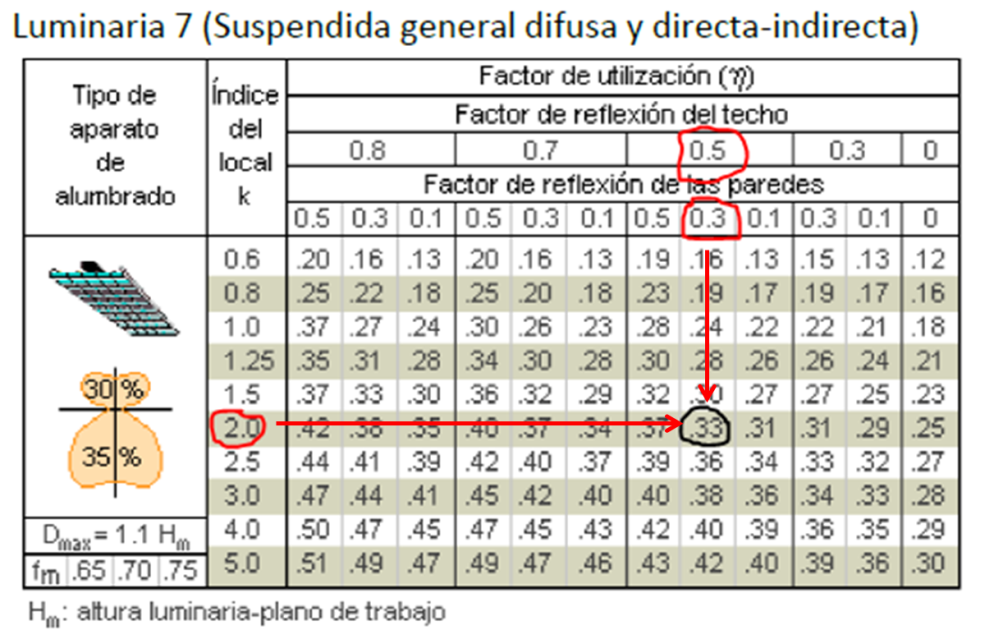 Luminaria 7 (Suspendida general difusa y directa-indirecta)
Tipo de aparato de alumbrado
Índice del local k
Factor de utilización (η)
Factor de reflexión del techo
0.8 0.7 0.5 0.3 0
Factor de reflexión de las paredes
0.5 0.3 0.1 0.5 0.3 0.1 0.5 0.3 0.1 0.3 0.1 0
0.6 .20 .16 .13 .20 .16 .13 .19 .16 .13 .15 .13 .12
0.8 .25 .22 .18 .25 .20 .18 .23 .19 .17 .19 .17 .16
1.0 .37 .27 .24 .30 .26 .23 .28 .24 .22 .22 .21 .18
1.25 .35 .31 .28 .34 .30 .28 .30 .28 .26 .26 .24 .21
1.5 .37 .33 .30 .36 .32 .29 .32 .30 .27 .27 .25 .23
2.0 .42 .38 .35 .40 .37 .34 .37 .33 .31 .31 .29 .25
2.5 .44 .41 .39 .42 .40 .37 .39 .36 .34 .33 .32 .27
3.0 .47 .44 .41 .45 .42 .40 .40 .38 .36 .34 .33 .28
4.0 .50 .47 .45 .47 .45 .43 .42 .40 .39 .36 .35 .29
5.0 .51 .49 .47 .49 .47 .46 .43 .42 .40 .39 .36 .30
30 %
35 %
Dmax = 1.1 Hm
fm .65 .70 .75
Hm: altura luminaria-plano de trabajo